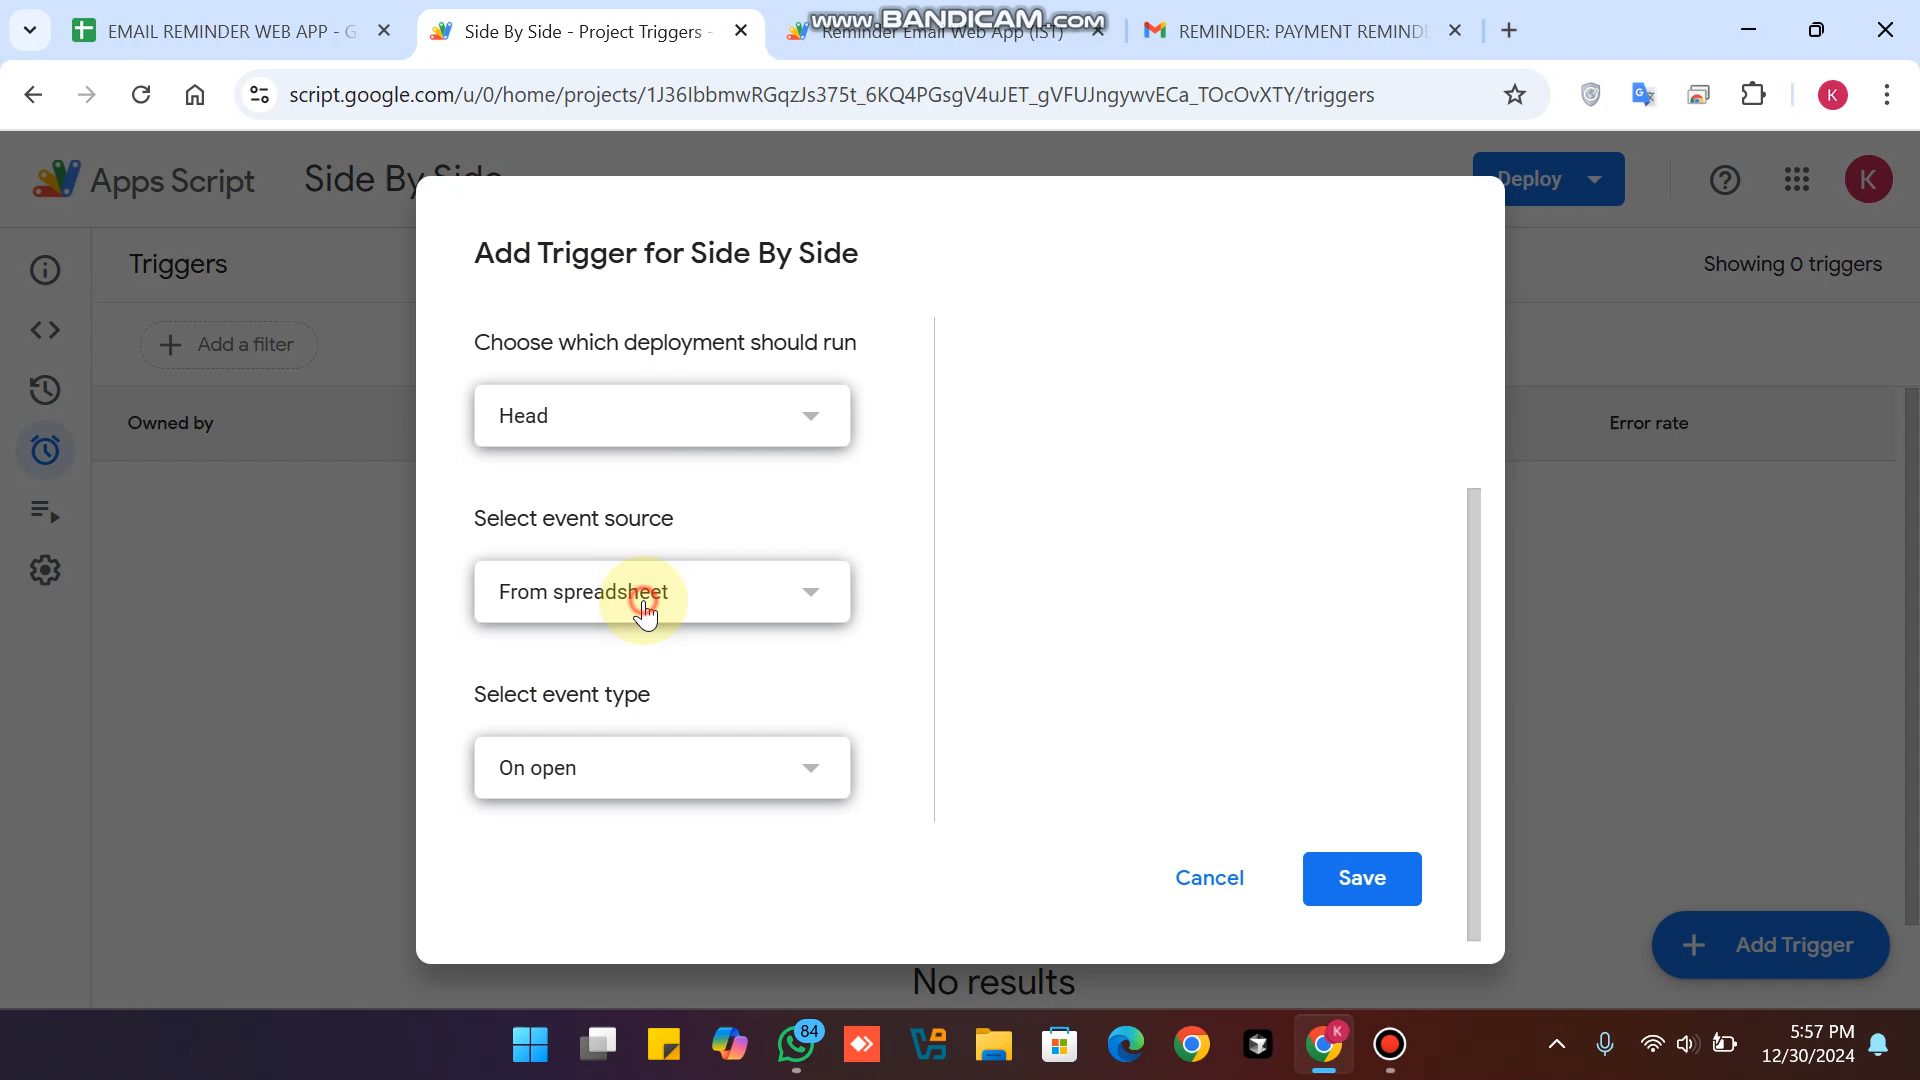 EMAIL REMINDER WEB APP - G
Side By Side - Project Triggers -
Reminder Email Web App (IST)
REMINDER: PAYMENT REMIND
www.BANDICAM.COM
script.google.com/u/0/home/projects/1J36IbbmwRGqzJs375t_6KQ4PGsgV4uJET_gVFUJngywvECa_TOcOvXTY/triggers
K
Apps Script
Side By Side
Deploy
K
Triggers
Showing 0 triggers
Add a filter
Owned by
Error rate
Add Trigger for Side By Side
Choose which deployment should run
Head
Select event source
From spreadsheet
Select event type
On open
Cancel
Save
Add Trigger
No results
84
K
5:57 PM
12/30/2024